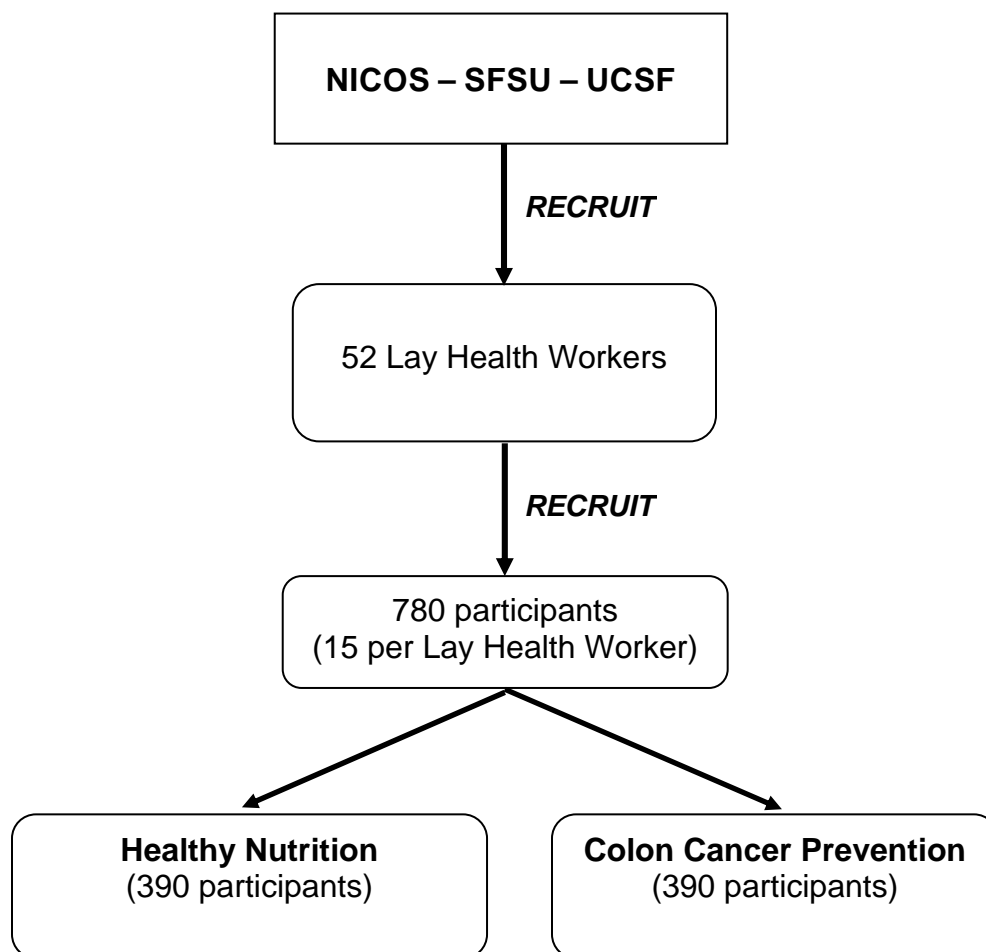 NICOS – SFSU – UCSF
RECRUIT
52 Lay Health Workers
RECRUIT
780 participants
(15 per Lay Health Worker)
Healthy Nutrition
(390 participants)
Colon Cancer Prevention
(390 participants)